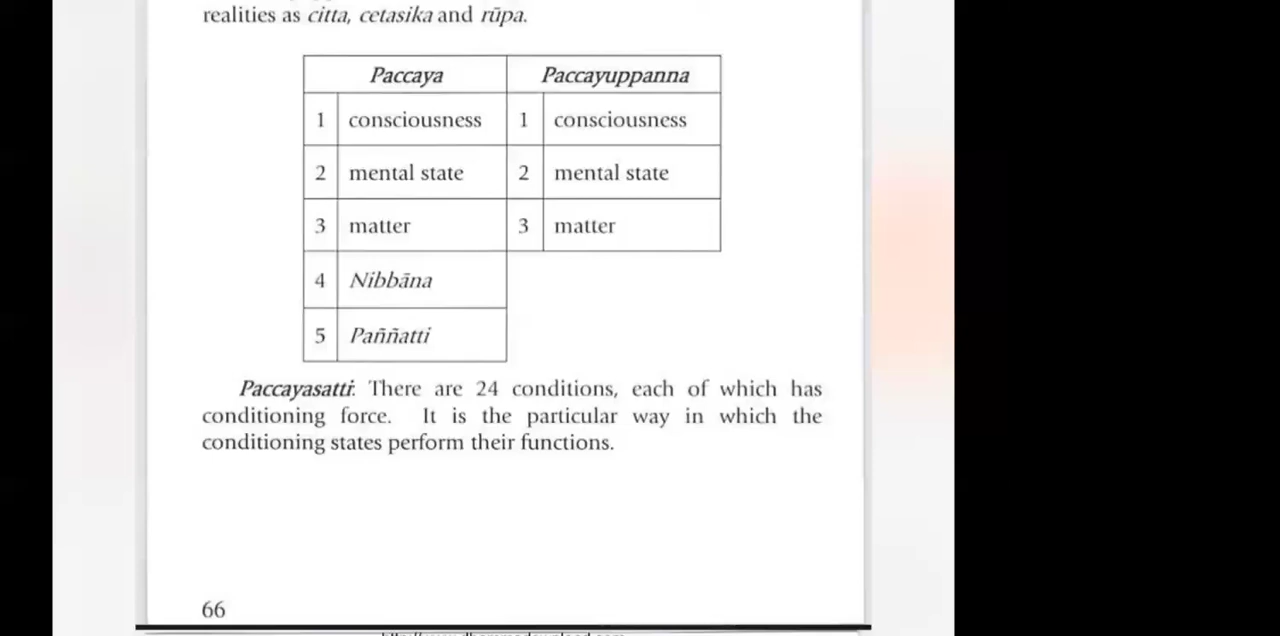 realities as citta, cetasika and rūpa.
Paccaya Paccayuppanna
1 consciousness 1 consciousness
2 mental state 2 mental state
3 matter 3 matter
4 Nibbāna
5 Paññatti
Paccayasatti: There are 24 conditions, each of which has
conditioning force. It is the particular way in which the
conditioning states perform their functions.
66